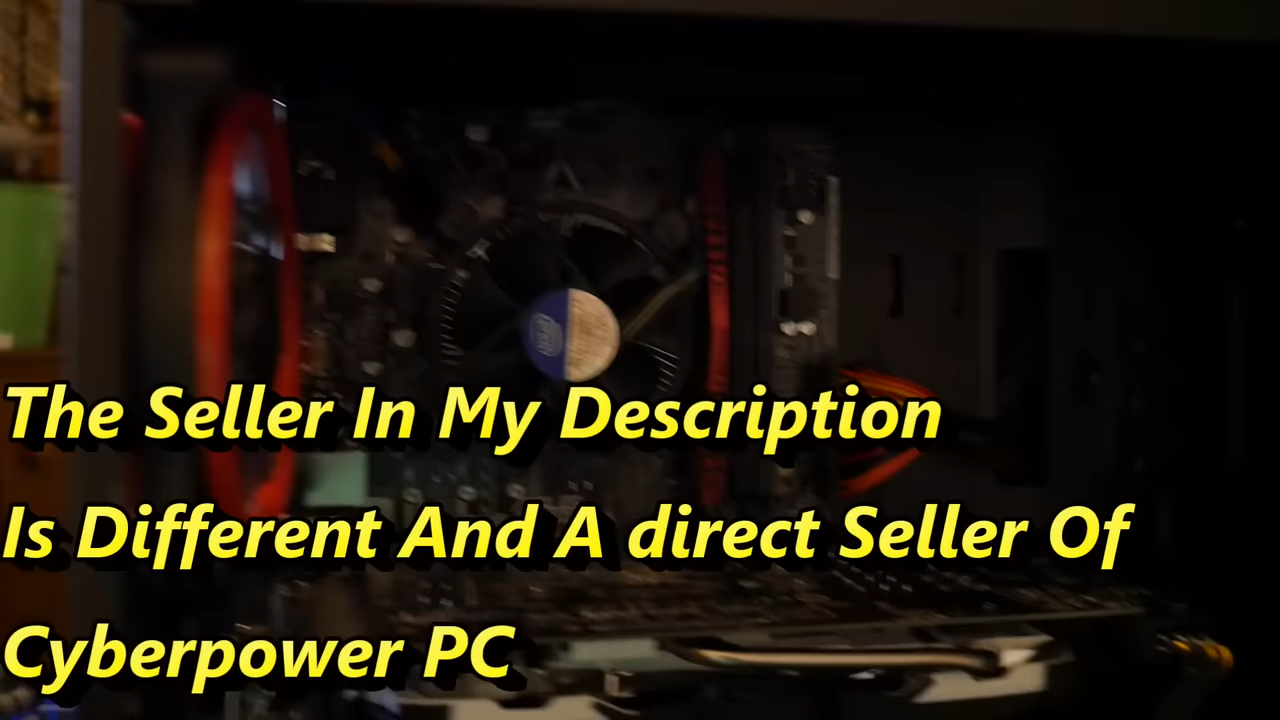 The Seller In My Description
Is Different And A direct Seller Of
Cyberpower PC